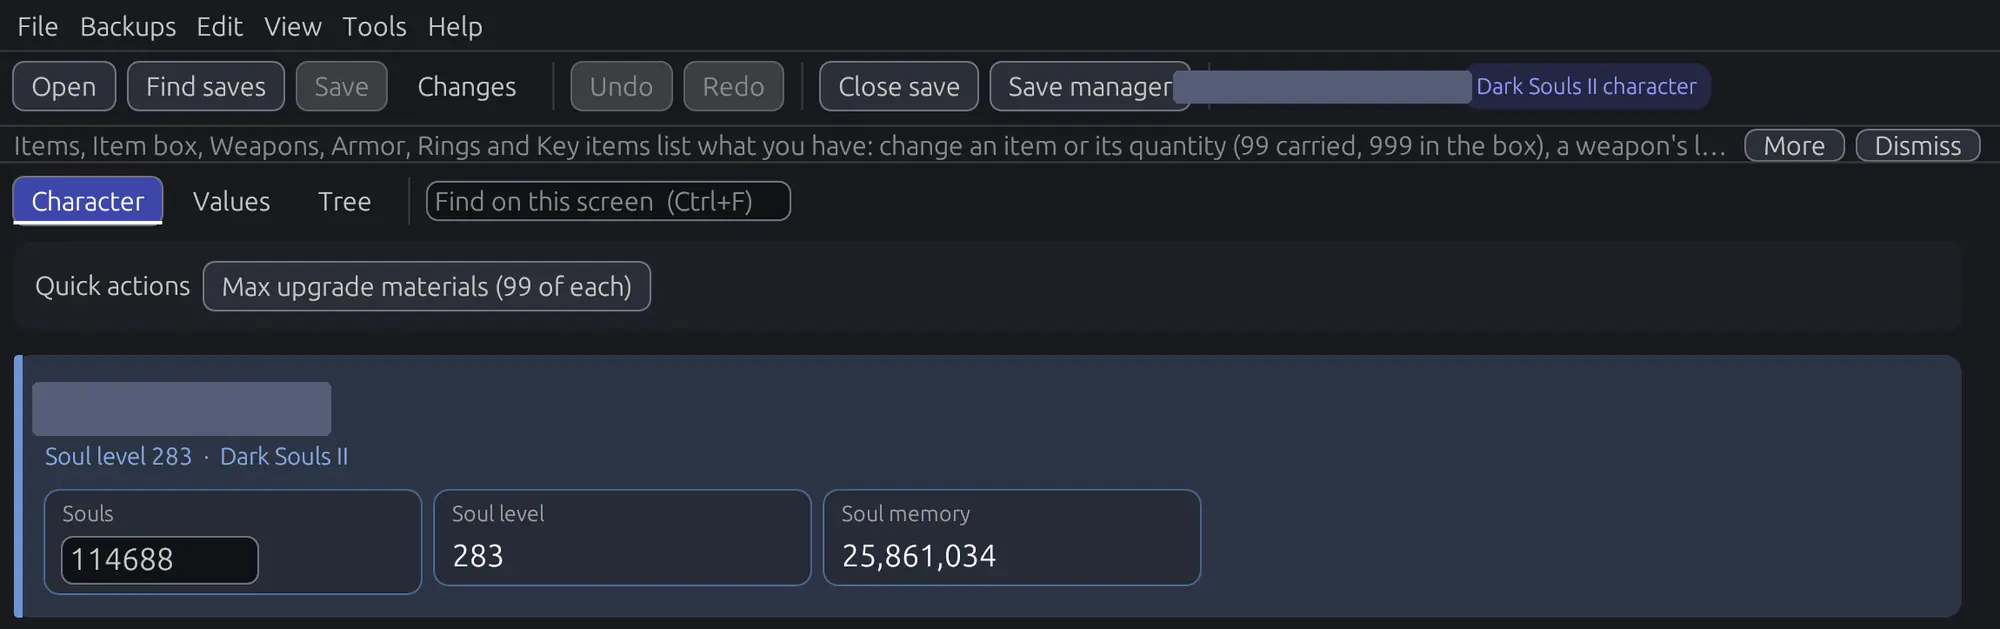 File Backups Edit View Tools Help
Open Find saves Save Changes Undo Redo Close save Save manager Dark Souls II character
Items, Item box, Weapons, Armor, Rings and Key items list what you have: change an item or its quantity (99 carried, 999 in the box), a weapon's l... More Dismiss
Character Values Tree Find on this screen (Ctrl+F)
Quick actions Max upgrade materials (99 of each)
Soul level 283 · Dark Souls II
Souls Soul level Soul memory
114688 283 25,861,034